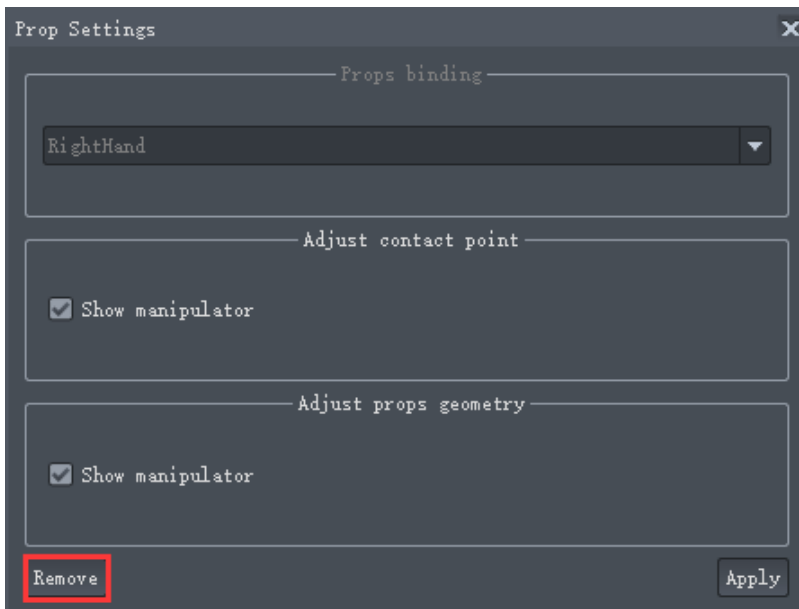 Prop Settings
Props binding
RightHand
Adjust contact point
Show manipulator
Adjust props geometry
Show manipulator
Remove
Apply